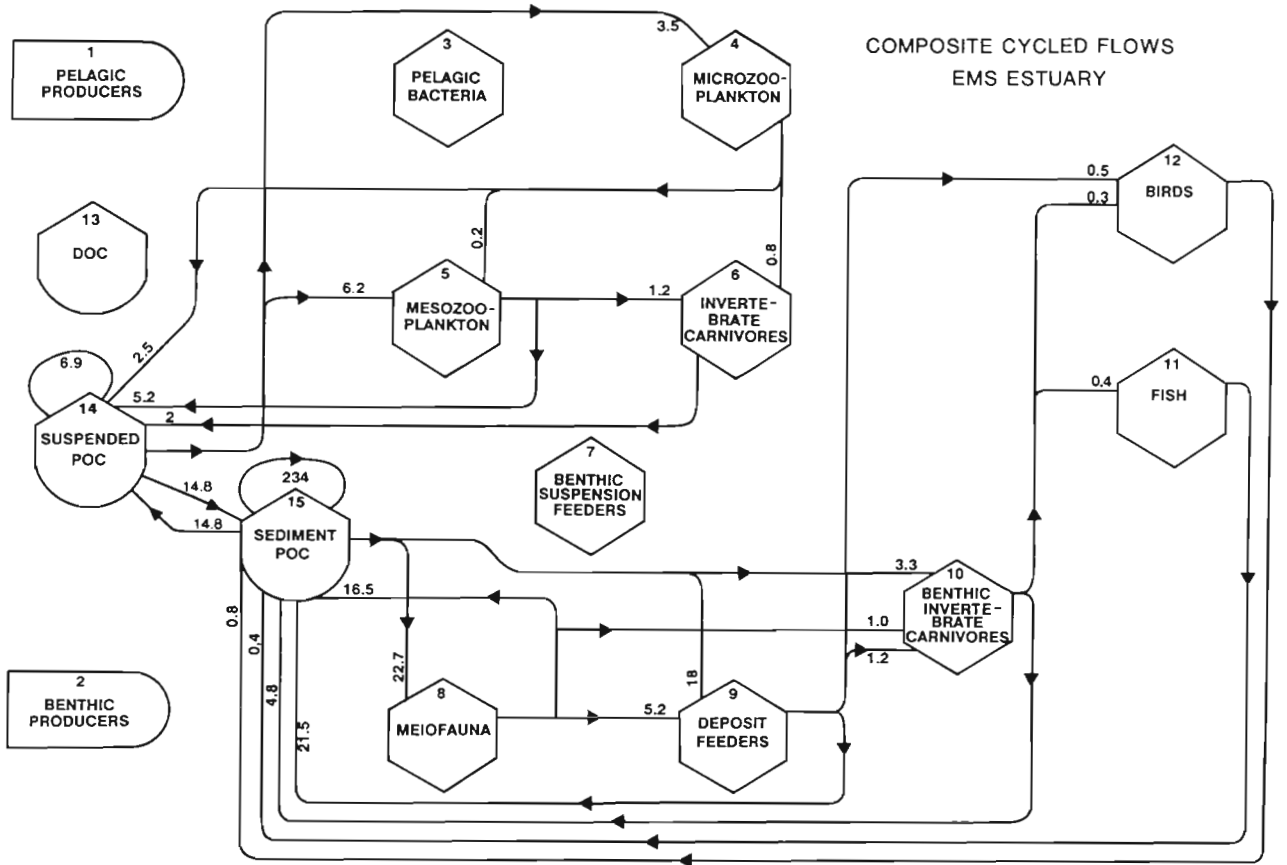 COMPOSITE CYCLED FLOWS
EMS ESTUARY
1
PELAGIC
PRODUCERS
3
PELAGIC
BACTERIA
3.5
4
MICROZOO-
PLANKTON
12
BIRDS
0.5
0.3
13
DOC
0.2
0.8
5
MESOZOO-
PLANKTON
6.2
1.2
6
INVERTE-
BRATE
CARNIVORES
2.5
6.9
5.2
2
14
SUSPENDED
POC
11
FISH
0.4
7
BENTHIC
SUSPENSION
FEEDERS
14.8
14.8
234
15
SEDIMENT
POC
16.5
3.3
1.0
1.2
10
BENTHIC
INVERTE-
BRATE
CARNIVORES
0.8
0,4
4.8
21.5
22.7
18
2
BENTHIC
PRODUCERS
8
MEIOFAUNA
5.2
9
DEPOSIT
FEEDERS